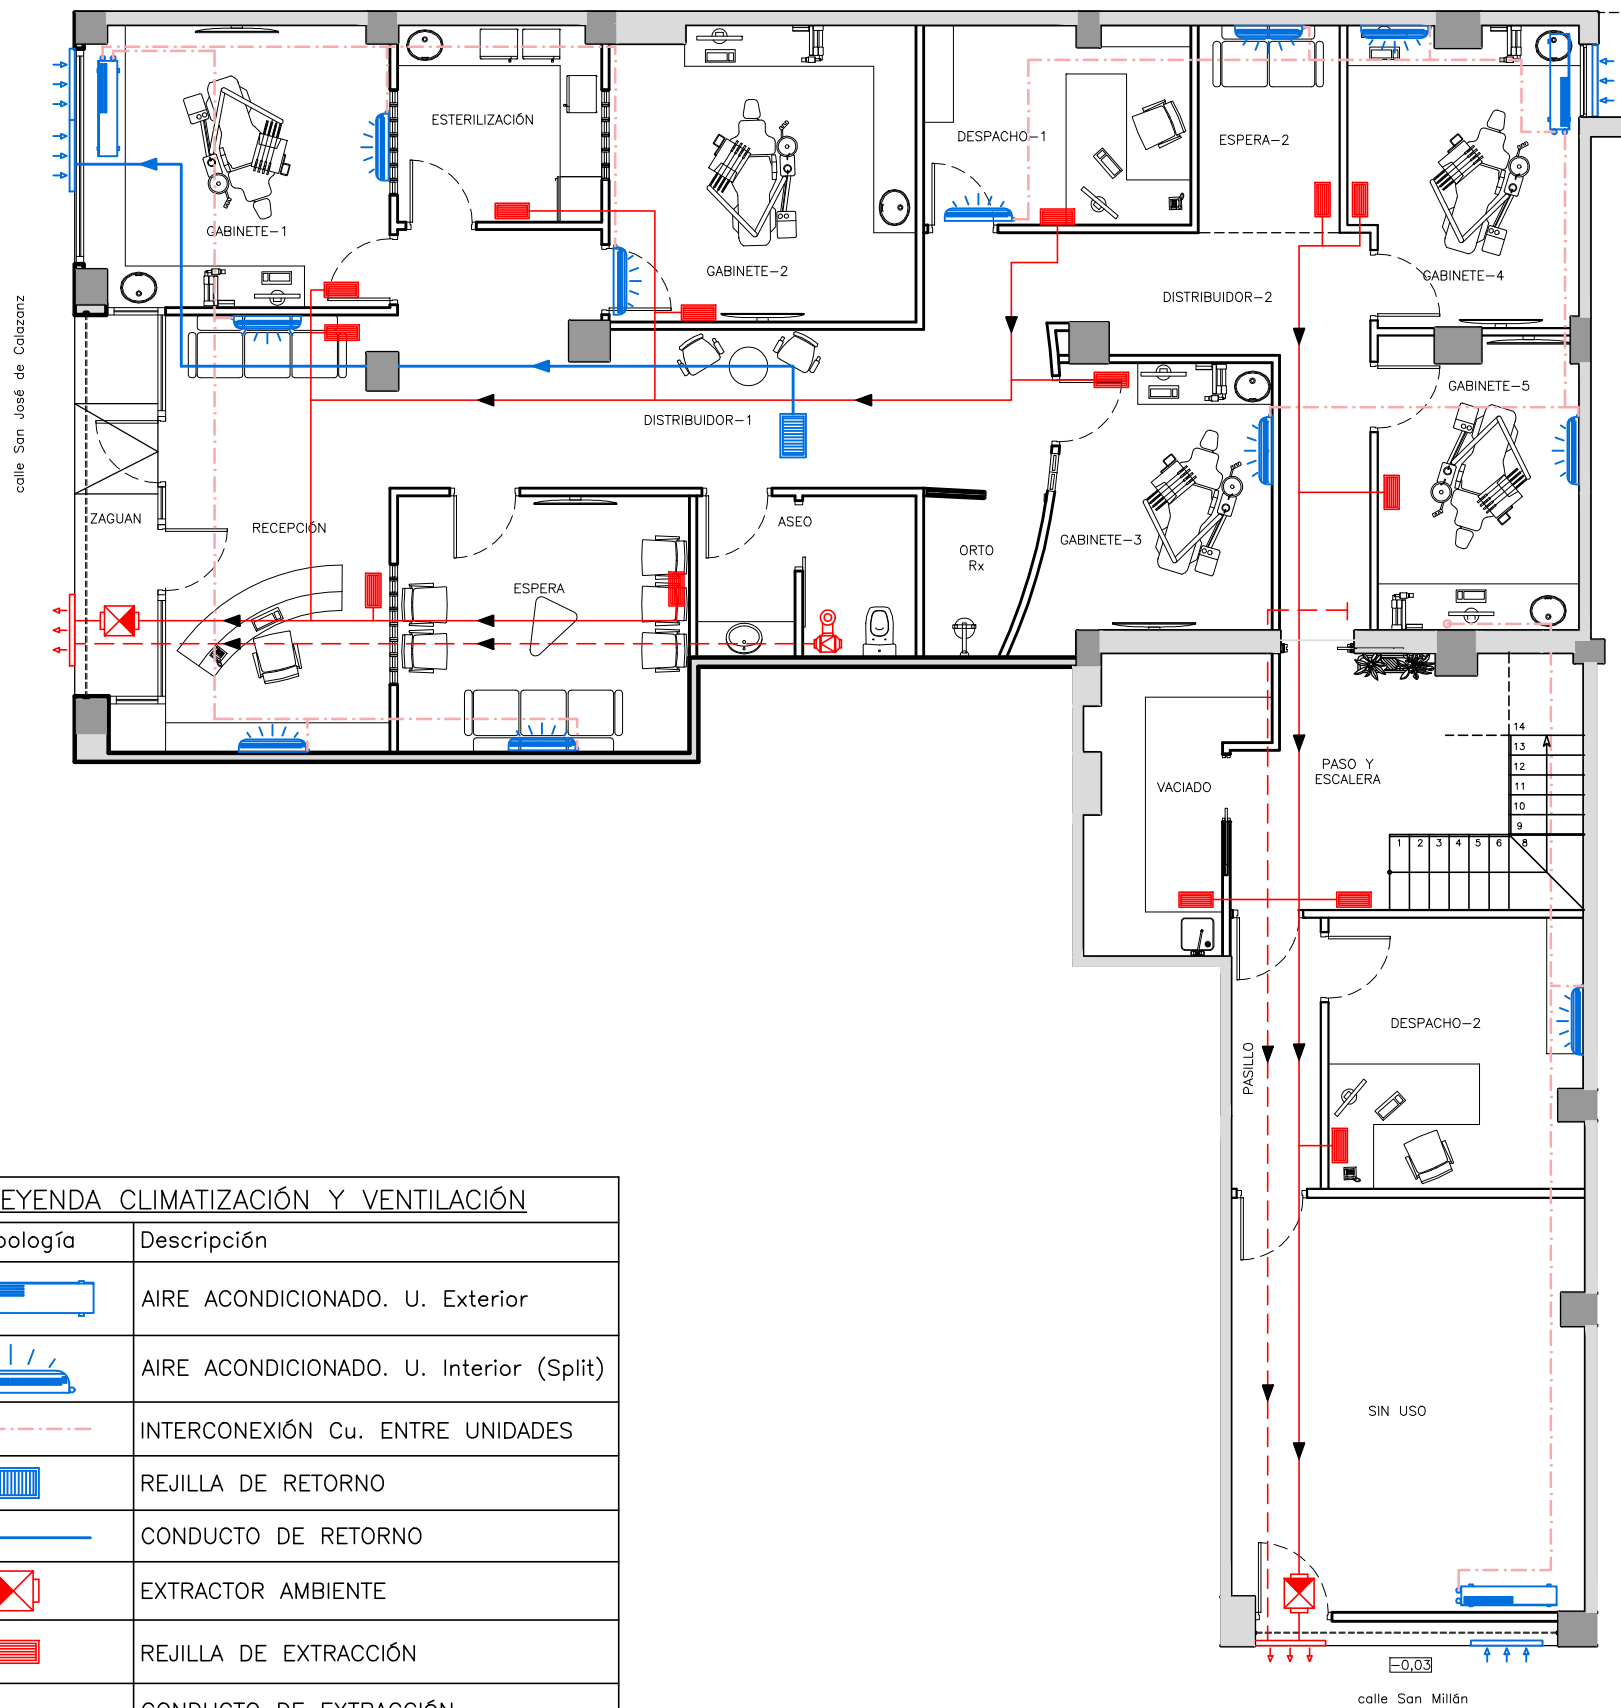 ESTERILIZACIÓN
DESPACHO-1
ESPERA-2
GABINETE-1
GABINETE-2
GABINETE-4
DISTRIBUIDOR-2
calle San José de Calazanz
GABINETE-5
DISTRIBUIDOR-1
ZAGUAN
RECEPCIÓN
ASEO
ORTO
Rx
GABINETE-3
ESPERA
14
13
12
11
10
9
8
1 2 3 4 5 6
PASO Y
ESCALERA
VACIADO
DESPACHO-2
PASILLO
SIN USO
-0,03
calle San Millán
EYENDA CLIMATIZACIÓN Y VENTILACIÓN
pología Descripción
AIRE ACONDICIONADO. U. Exterior
AIRE ACONDICIONADO. U. Interior (Split)
INTERCONEXIÓN Cu. ENTRE UNIDADES
REJILLA DE RETORNO
CONDUCTO DE RETORNO
EXTRACTOR AMBIENTE
REJILLA DE EXTRACCIÓN
CONDUCTO DE EXTRACCIÓN